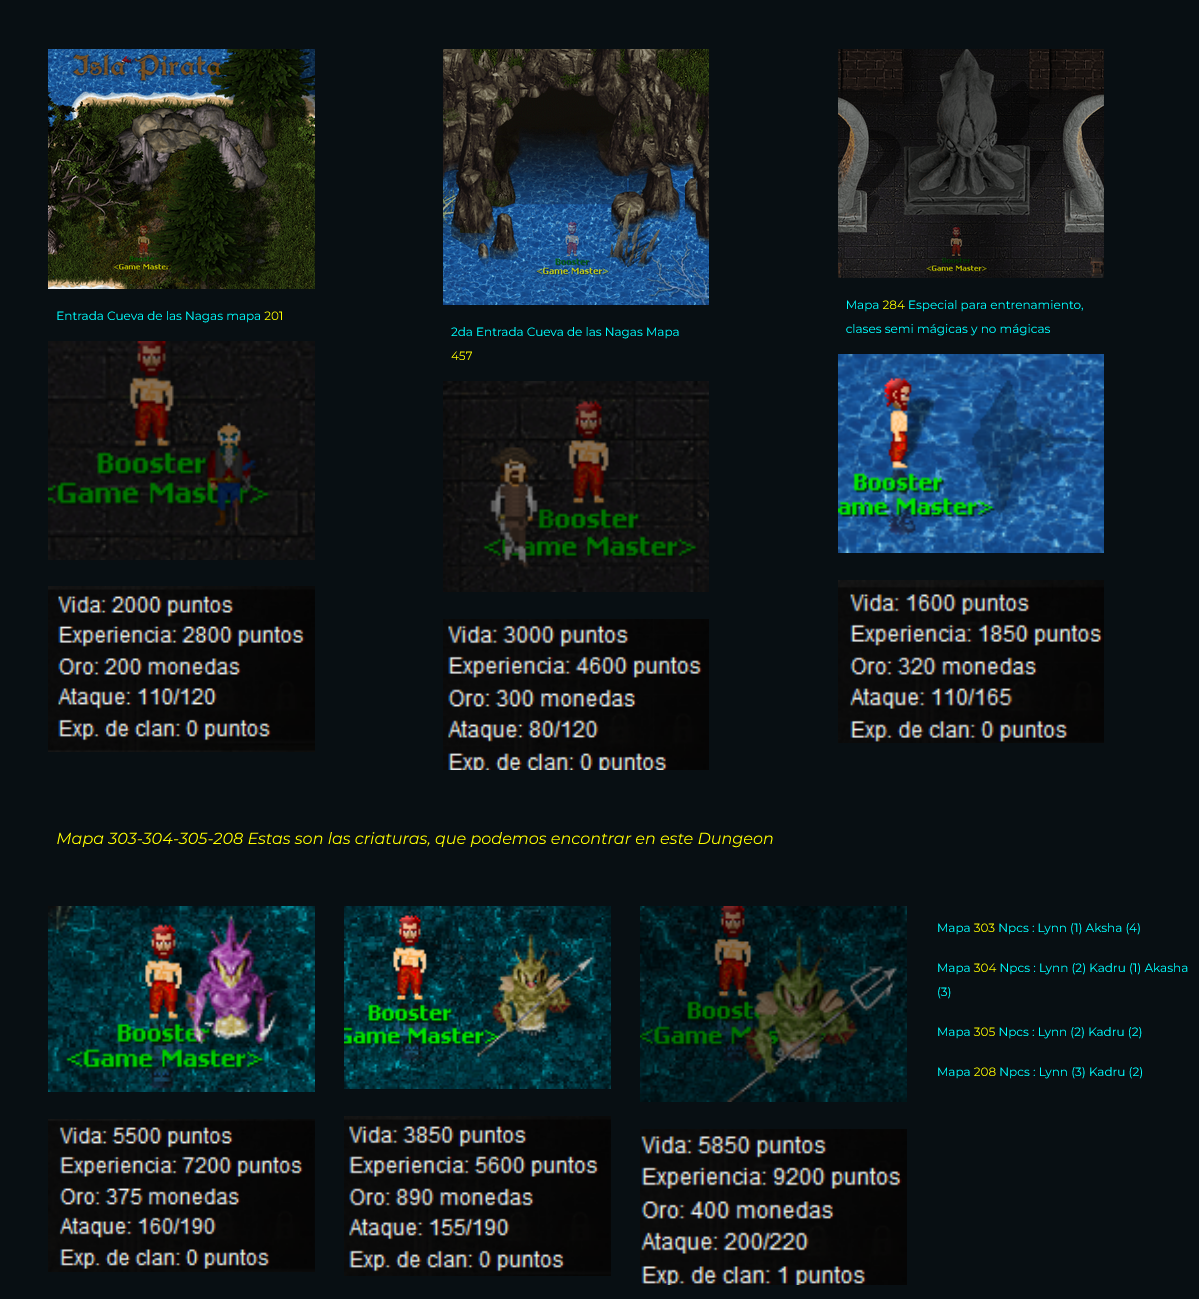 Isla Pirata
<Game Master>
<Game Master>
Entrada Cueva de las Nagas mapa 201
2da Entrada Cueva de las Nagas Mapa
457
Mapa 284 Especial para entrenamiento,
clases semi mágicas y no mágicas
Booster
<Game Master>
Booster
<Game Master>
Booster
ame Master>
Vida: 2000 puntos
Experiencia: 2800 puntos
Oro: 200 monedas
Ataque: 110/120
Exp. de clan: 0 puntos
Vida: 3000 puntos
Experiencia: 4600 puntos
Oro: 300 monedas
Ataque: 80/120
Exp. de clan: 0 puntos
Vida: 1600 puntos
Experiencia: 1850 puntos
Oro: 320 monedas
Ataque: 110/165
Exp. de clan: 0 puntos
Mapa 303-304-305-208 Estas son las criaturas, que podemos encontrar en este Dungeon
Booster
<Game Master>
Booster
Game Master>
Booster
<Game Master>
Mapa 303 Npcs : Lynn (1) Aksha (4)
Mapa 304 Npcs : Lynn (2) Kadru (1) Akasha
(3)
Mapa 305 Npcs : Lynn (2) Kadru (2)
Mapa 208 Npcs : Lynn (3) Kadru (2)
Vida: 5500 puntos
Experiencia: 7200 puntos
Oro: 375 monedas
Ataque: 160/190
Exp. de clan: 0 puntos
Vida: 3850 puntos
Experiencia: 5600 puntos
Oro: 890 monedas
Ataque: 155/190
Exp. de clan: 0 puntos
Vida: 5850 puntos
Experiencia: 9200 puntos
Oro: 400 monedas
Ataque: 200/220
Exp. de clan: 1 puntos